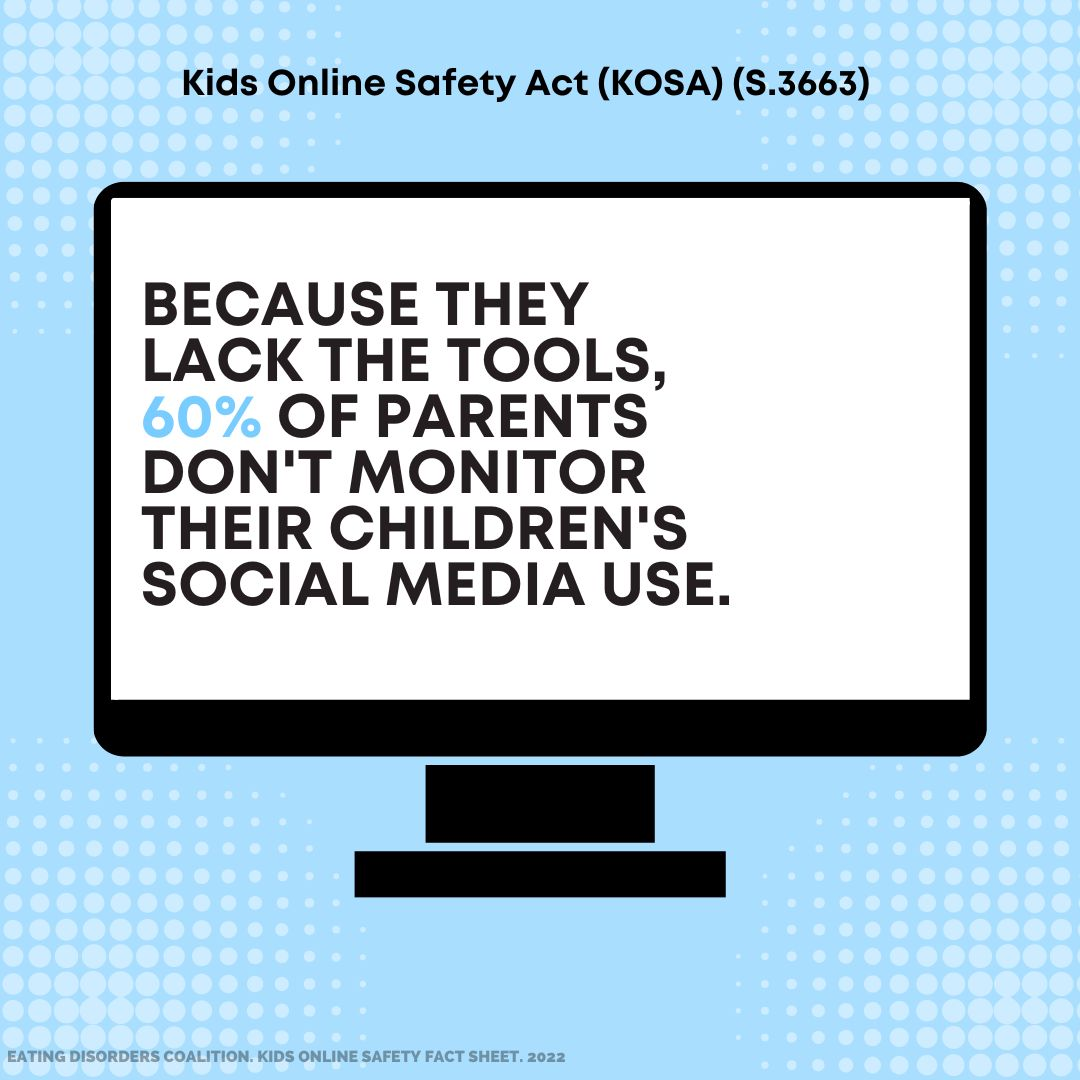 Kids Online Safety Act (KOSA) (S.3663)
BECAUSE THEY
LACK THE TOOLS,
60% OF PARENTS
DON'T MONITOR
THEIR CHILDREN'S
SOCIAL MEDIA USE.
EATING DISORDERS COALITION. KIDS ONLINE SAFETY FACT SHEET. 2022